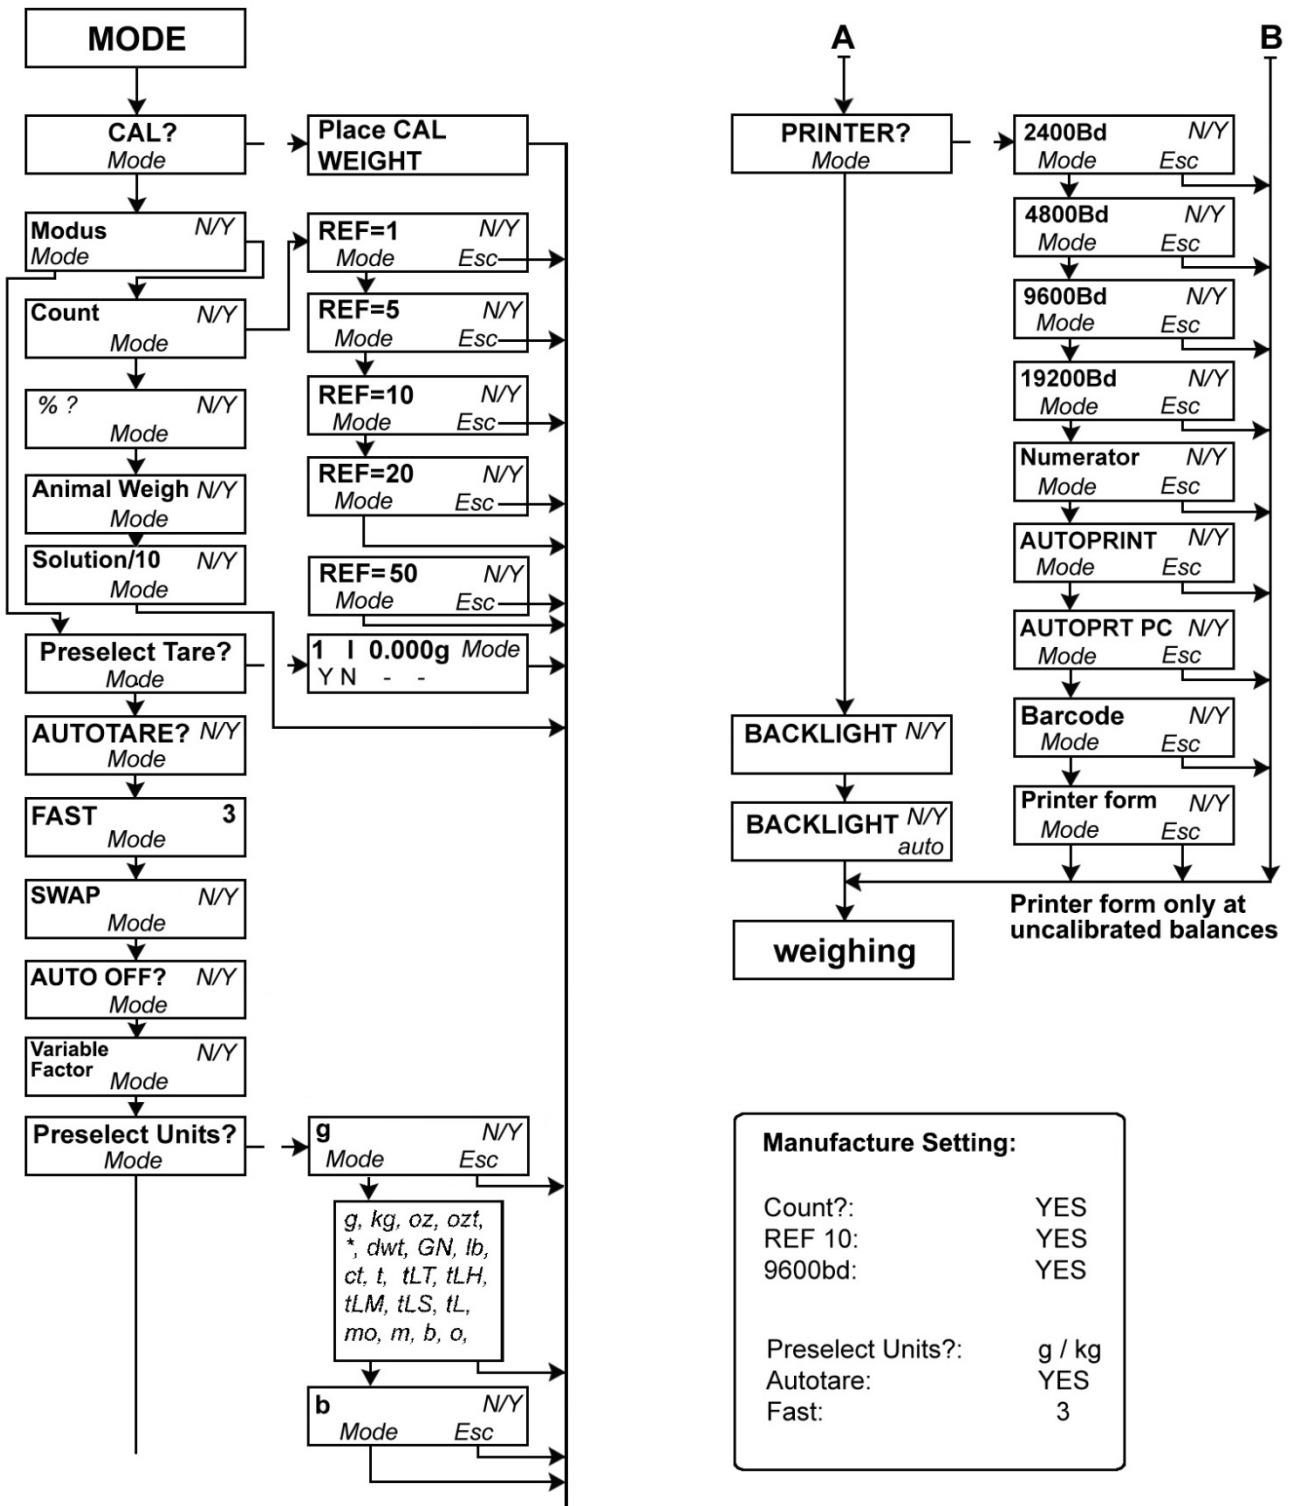 MODE
CAL?
Mode
Place CAL
WEIGHT
Modus N/Y
Mode
REF=1 N/Y
Mode Esc
Count N/Y
Mode
REF=5 N/Y
Mode Esc
% ? N/Y
Mode
REF=10 N/Y
Mode Esc
Animal Weigh N/Y
Mode
REF=20 N/Y
Mode Esc
Solution/10 N/Y
Mode
REF=50 N/Y
Mode Esc
Preselect Tare?
Mode
1 I 0.000g Mode
Y N - -
AUTOTARE? N/Y
Mode
FAST 3
Mode
SWAP N/Y
Mode
AUTO OFF? N/Y
Mode
Variable N/Y
Factor
Mode
Preselect Units?
Mode
g N/Y
Mode Esc
g, kg, oz, ozt,
*, dwt, GN, lb,
ct, t, tLT, tLH,
tLM, tLS, tL,
mo, m, b, o,
b N/Y
Mode Esc
A B
PRINTER?
Mode
2400Bd N/Y
Mode Esc
4800Bd N/Y
Mode Esc
9600Bd N/Y
Mode Esc
19200Bd N/Y
Mode Esc
Numerator N/Y
Mode Esc
AUTOPRINT N/Y
Mode Esc
AUTOPRT PC N/Y
Mode Esc
Barcode N/Y
Mode Esc
Printer form N/Y
Mode Esc
BACKLIGHT N/Y
BACKLIGHT N/Y
auto
Printer form only at
uncalibrated balances
weighing
Manufacture Setting:
Count?: YES
REF 10: YES
9600bd: YES
Preselect Units?: g / kg
Autotare: YES
Fast: 3